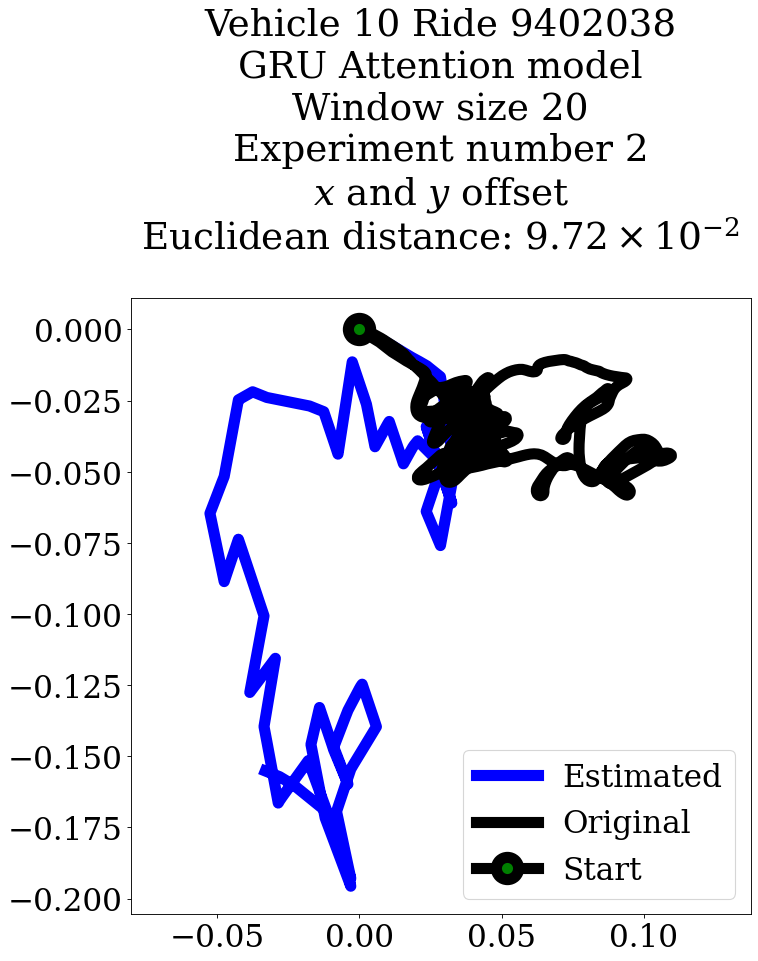 Vehicle 10 Ride 9402038
GRU Attention model
Window size 20
Experiment number 2
x and y offset
Euclidean distance: 9.72 × 10⁻²
0.000
−0.025
−0.050
−0.075
−0.100
−0.125
−0.150
−0.175
−0.200
Estimated
Original
Start
−0.05 0.00 0.05 0.10